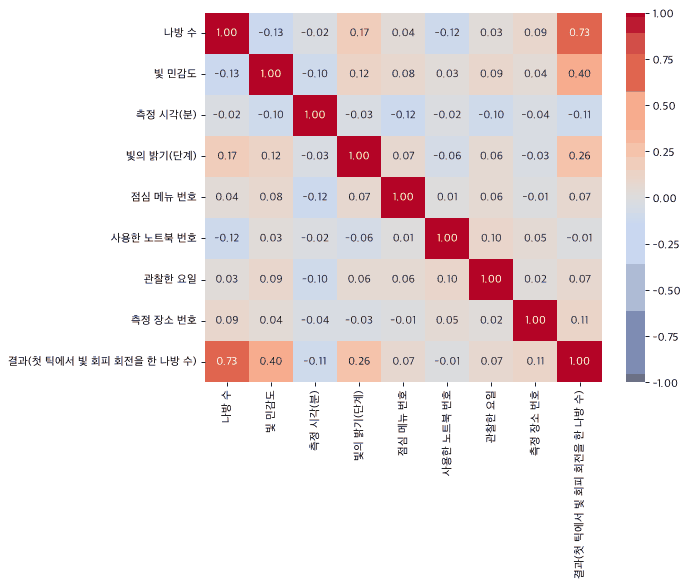 나방 수 1.00 -0.13 -0.02 0.17 0.04 -0.12 0.03 0.09 0.73
빛 민감도 -0.13 1.00 -0.10 0.12 0.08 0.03 0.09 0.04 0.40
측정 시각(분) -0.02 -0.10 1.00 -0.03 -0.12 -0.02 -0.10 -0.04 -0.11
빛의 밝기(단계) 0.17 0.12 -0.03 1.00 0.07 -0.06 0.06 -0.03 0.26
점심 메뉴 번호 0.04 0.08 -0.12 0.07 1.00 0.01 0.06 -0.01 0.07
사용한 노트북 번호 -0.12 0.03 -0.02 -0.06 0.01 1.00 0.10 0.05 -0.01
관찰한 요일 0.03 0.09 -0.10 0.06 0.06 0.10 1.00 0.02 0.07
측정 장소 번호 0.09 0.04 -0.04 -0.03 -0.01 0.05 0.02 1.00 0.11
결과(첫 틱에서 빛 회피 회전을 한 나방 수) 0.73 0.40 -0.11 0.26 0.07 -0.01 0.07 0.11 1.00
나방 수
빛 민감도
측정 시각(분)
빛의 밝기(단계)
점심 메뉴 번호
사용한 노트북 번호
관찰한 요일
측정 장소 번호
결과(첫 틱에서 빛 회피 회전을 한 나방 수)
1.00
0.75
0.50
0.25
0.00
-0.25
-0.50
-0.75
-1.00